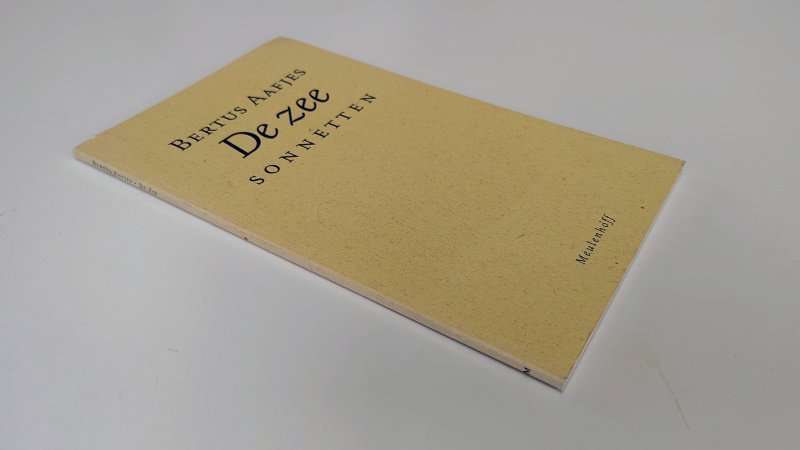 Bertus Aafjes
De zee
SONNETTEN
Meulenhoff
Bertus Aafjes • De Zee
M